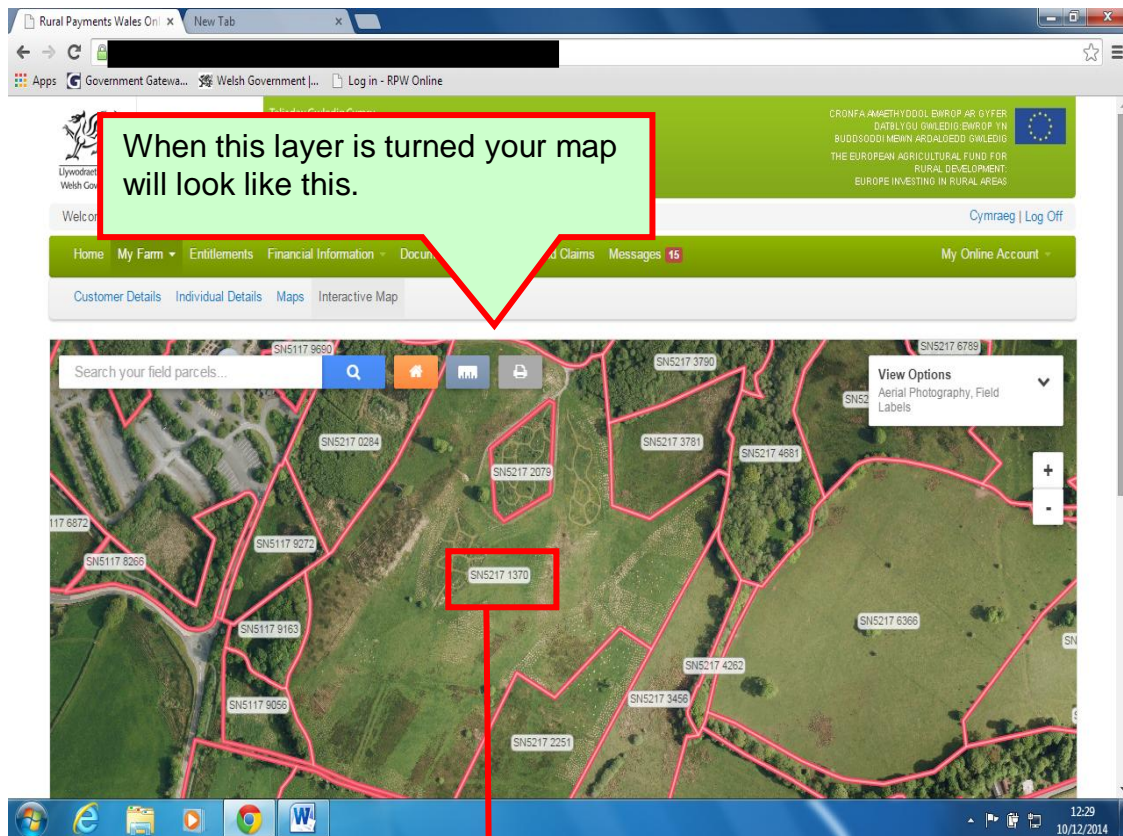 Rural Payments Wales Onl
New Tab
Apps
Government Gatewa...
Welsh Government |...
Log in - RPW Online
When this layer is turned your map
will look like this.
CRONFA AMAETHYDDOL EWROP AR GYFER
DATBLYGU GWLEDIG:EWROP YN
BUDDSODDI MEWN ARDALOEDD GWLEDIG
THE EUROPEAN AGRICULTURAL FUND FOR
RURAL DEVELOPMENT:
EUROPE INVESTING IN RURAL AREAS
Cymraeg | Log Off
Home My Farm Entitlements Financial Information Claims Messages 15 My Online Account
Customer Details Individual Details Maps Interactive Map
Search your field parcels...
View Options
Aerial Photography, Field
Labels
+
-
SN5117 9690
SN5217 3790
SN5217 6789
SN52
SN5217 0284
SN5217 3781
SN5217 4681
SN5217 2079
117 6872
SN5117 9272
SN5117 8266
SN5217 1370
SN5117 9163
SN5217 6366
SN
SN5217 4262
SN5117 9056
SN5217 3456
SN5217 2251
12:29
10/12/2014